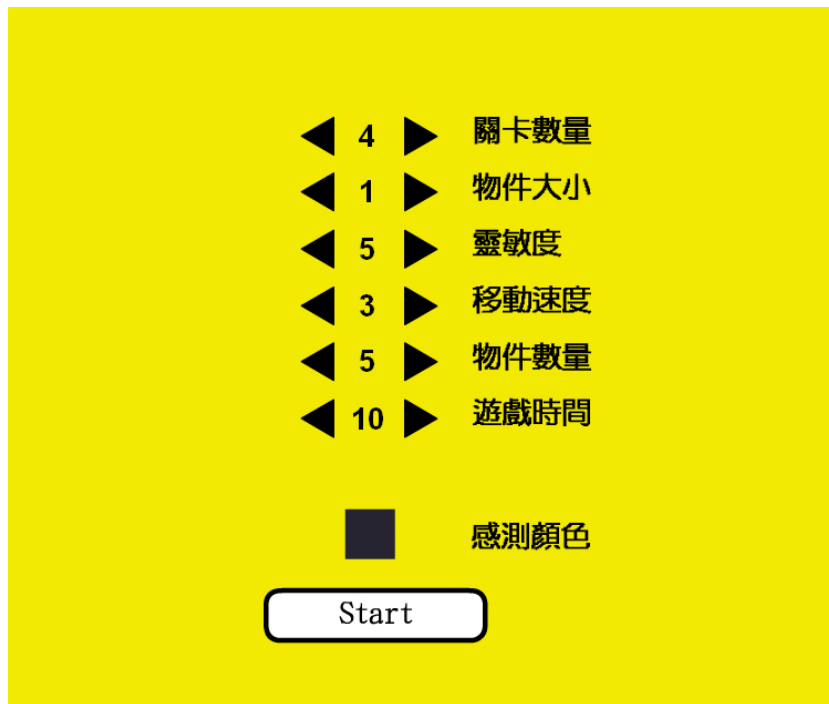 4 關卡數量
1 物件大小
5 靈敏度
3 移動速度
5 物件數量
10 遊戲時間
感測顏色
Start